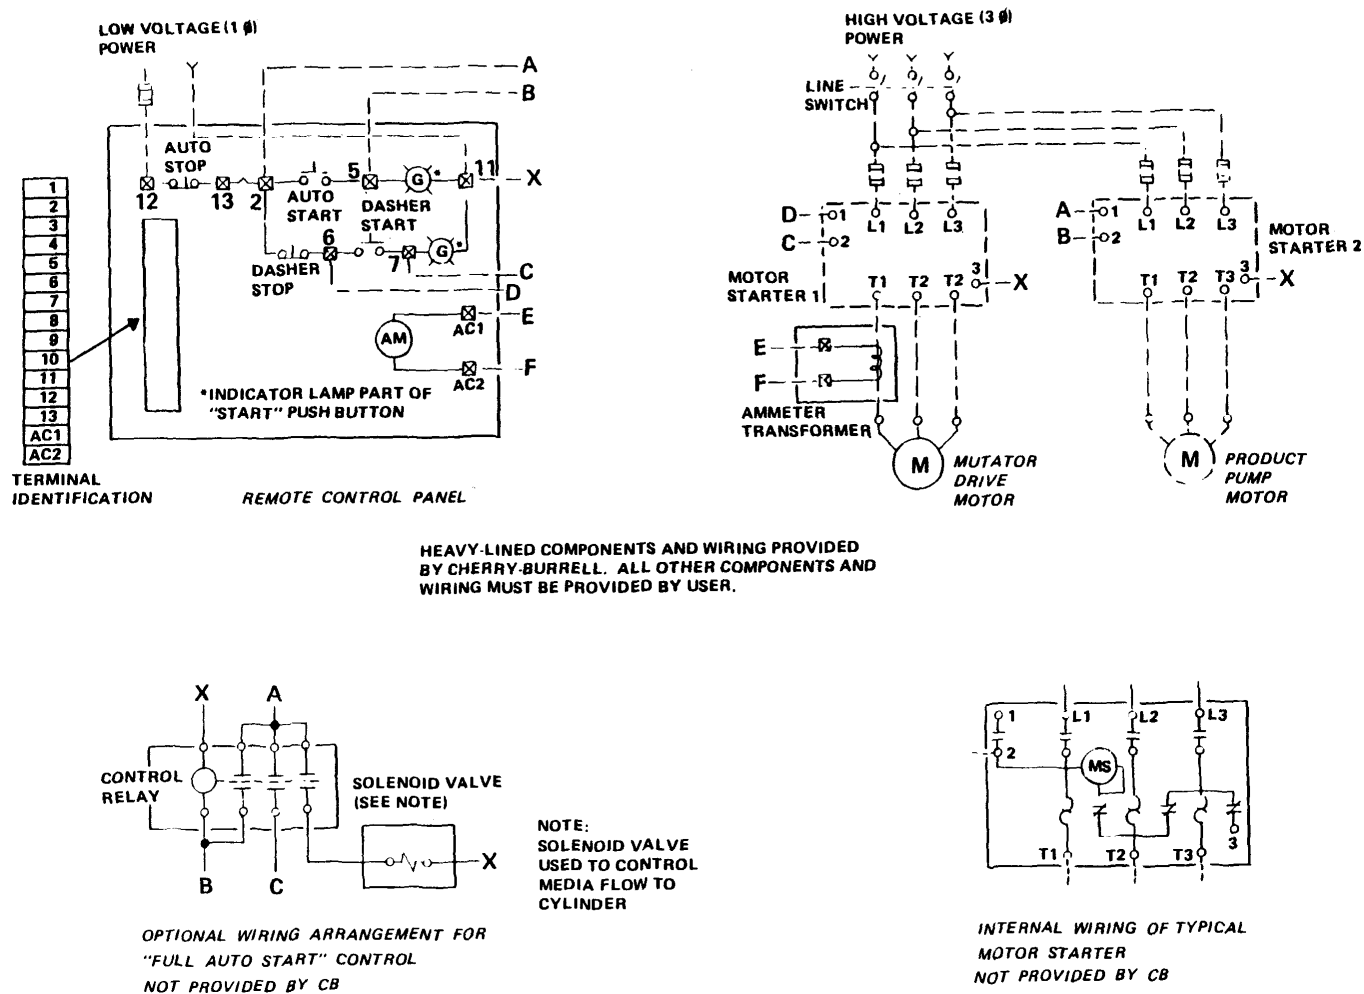 LOW VOLTAGE (1 Ø)
POWER
A
B
AUTO
STOP
12
13
2
AUTO
START
5
G
*
11
X
DASHER
START
6
7
G
*
DASHER
STOP
C
D
E
F
AM
AC1
AC2
*INDICATOR LAMP PART OF
"START" PUSH BUTTON
1
2
3
4
5
6
7
8
9
10
11
12
13
AC1
AC2
TERMINAL
IDENTIFICATION
REMOTE CONTROL PANEL
HIGH VOLTAGE (3 Ø)
POWER
LINE
SWITCH
D
1
C
2
L1
L2
L3
MOTOR
STARTER 1
T1
T2
T2
3
X
E
F
AMMETER
TRANSFORMER
M
MUTATOR
DRIVE
MOTOR
A
1
B
2
L1
L2
L3
MOTOR
STARTER 2
T1
T2
T3
3
X
M
PRODUCT
PUMP
MOTOR
HEAVY-LINED COMPONENTS AND WIRING PROVIDED
BY CHERRY-BURRELL. ALL OTHER COMPONENTS AND
WIRING MUST BE PROVIDED BY USER.
X
A
CONTROL
RELAY
B
C
SOLENOID VALVE
(SEE NOTE)
X
NOTE:
SOLENOID VALVE
USED TO CONTROL
MEDIA FLOW TO
CYLINDER
OPTIONAL WIRING ARRANGEMENT FOR
"FULL AUTO START" CONTROL
NOT PROVIDED BY CB
1
L1
L2
L3
2
MS
3
T1
T2
T3
INTERNAL WIRING OF TYPICAL
MOTOR STARTER
NOT PROVIDED BY CB